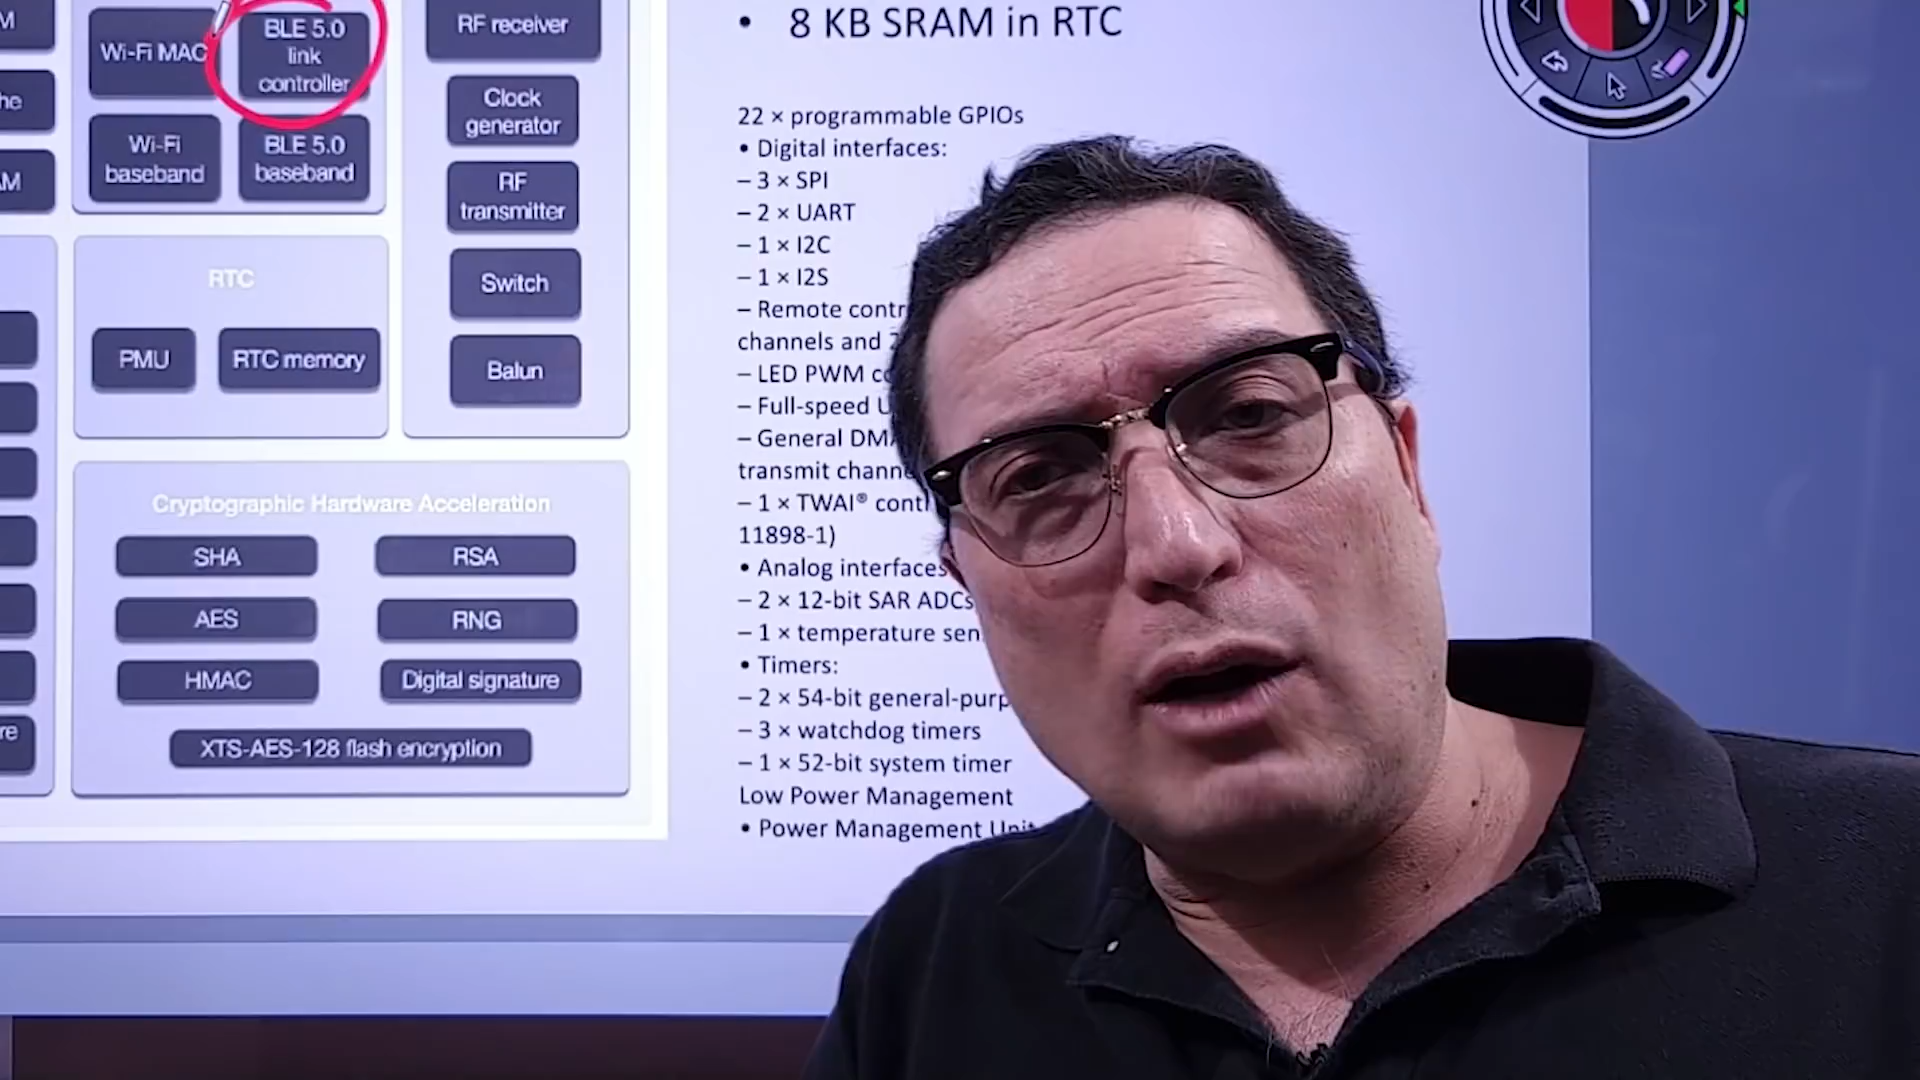 Wi-Fi MAC
BLE 5.0
link
controller
Wi-Fi
baseband
BLE 5.0
baseband
RF receiver
Clock
generator
RF
transmitter
Switch
Balun
RTC
PMU
RTC memory
Cryptographic Hardware Acceleration
SHA
RSA
AES
RNG
HMAC
Digital signature
XTS-AES-128 flash encryption
• 8 KB SRAM in RTC
22 × programmable GPIOs
• Digital interfaces:
– 3 × SPI
– 2 × UART
– 1 × I2C
– 1 × I2S
– Remote contr
channels and
– LED PWM
– Full-speed
– General DMA
transmit chann
– 1 × TWAI® cont
11898-1)
• Analog interfaces
– 2 × 12-bit SAR ADCs
– 1 × temperature sen
• Timers:
– 2 × 54-bit general-purp
– 3 × watchdog timers
– 1 × 52-bit system timer
Low Power Management
• Power Management Unit